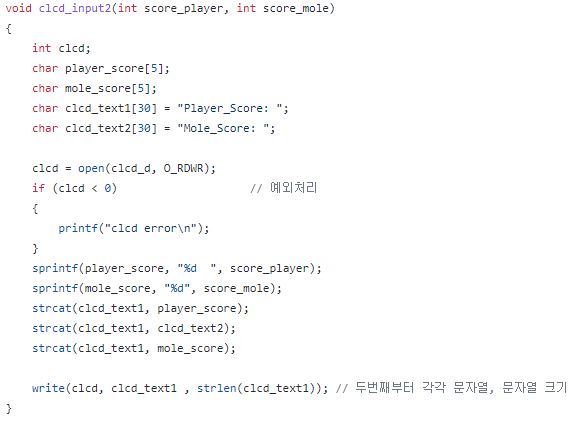 void clcd_input2(int score_player, int score_mole)
{
    int clcd;
    char player_score[5];
    char mole_score[5];
    char clcd_text1[30] = "Player_Score: ";
    char clcd_text2[30] = "Mole_Score: ";

    clcd = open(clcd_d, O_RDWR);
    if (clcd < 0)                    // 예외처리
    {
        printf("clcd error\n");
    }
    sprintf(player_score, "%d  ", score_player);
    sprintf(mole_score, "%d", score_mole);
    strcat(clcd_text1, player_score);
    strcat(clcd_text1, clcd_text2);
    strcat(clcd_text1, mole_score);

    write(clcd, clcd_text1 , strlen(clcd_text1)); // 두번째부터 각각 문자열, 문자열 크기
}